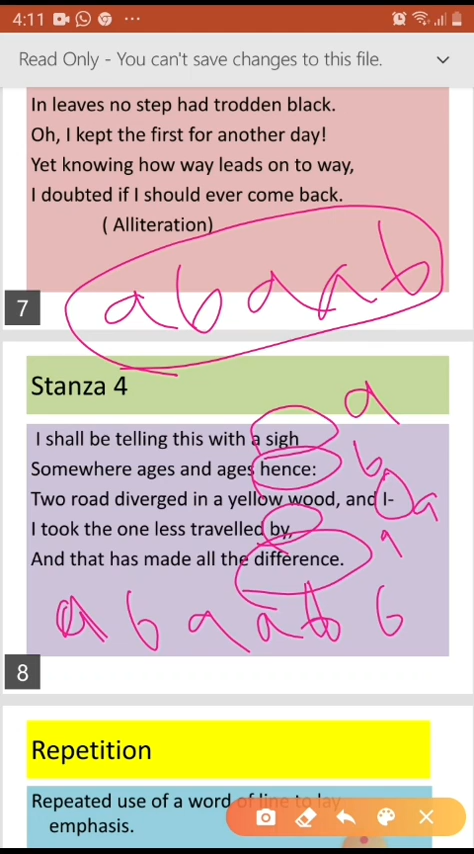 4:11
Read Only - You can't save changes to this file.
In leaves no step had trodden black.
Oh, I kept the first for another day!
Yet knowing how way leads on to way,
I doubted if I should ever come back.
( Alliteration)
a b a a b
7
Stanza 4
a
I shall be telling this with a sigh
Somewhere ages and ages hence:
b
Two road diverged in a yellow wood, and I-
a
I took the one less travelled by,
a
And that has made all the difference.
a b a a b b
8
Repetition
Repeated use of a word of line to lay
emphasis.